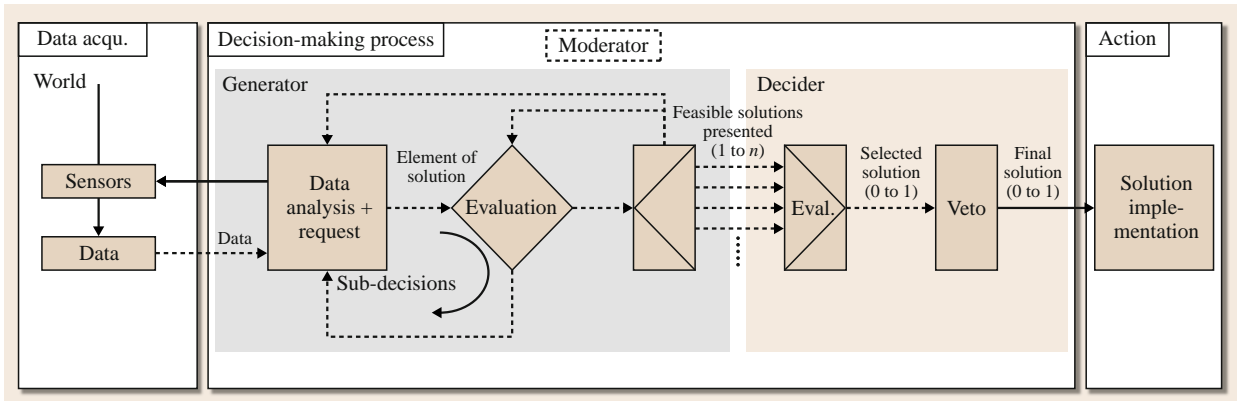 Data acqu.
Decision-making process
Moderator
Action
World
Sensors
Data
Data
Generator
Data
analysis +
request
Element of
solution
Evaluation
Sub-decisions
Feasible solutions
presented
(1 to n)
Decider
Eval.
Selected
solution
(0 to 1)
Veto
Final
solution
(0 to 1)
Solution
imple-
mentation